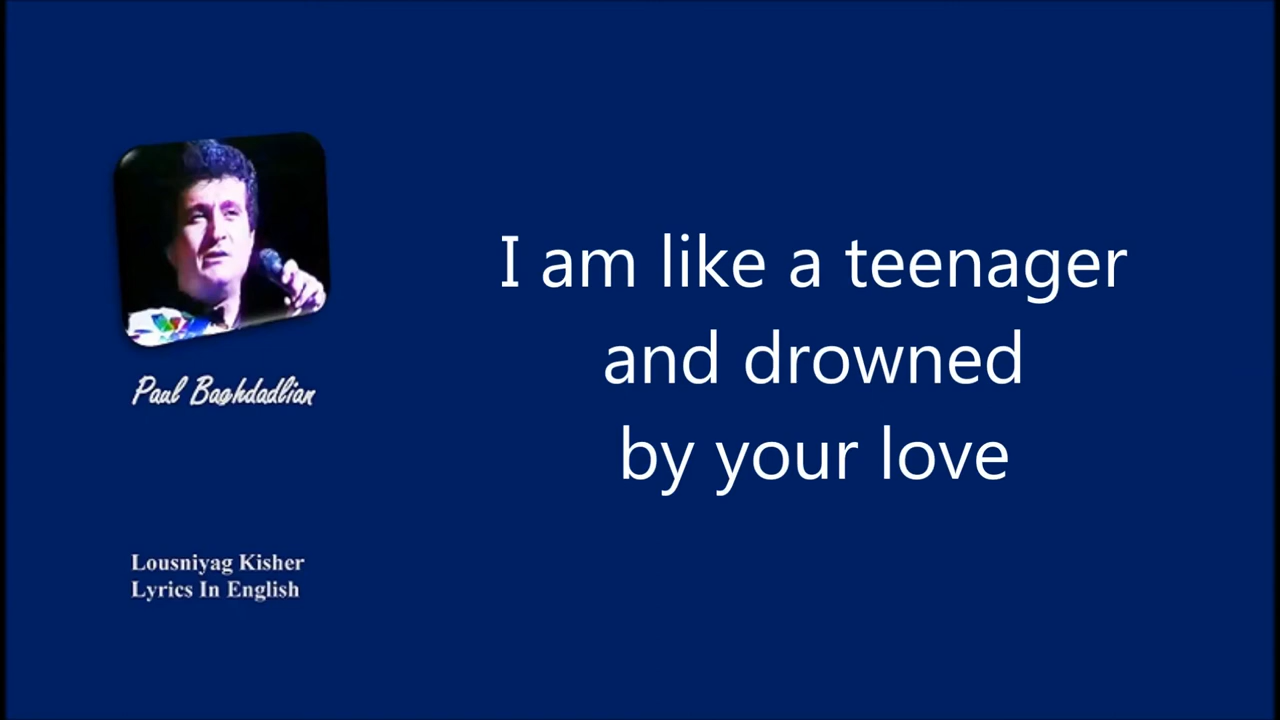 I am like a teenager
and drowned
by your love
Paul Baghdadlian
Lousniyag Kisher
Lyrics In English